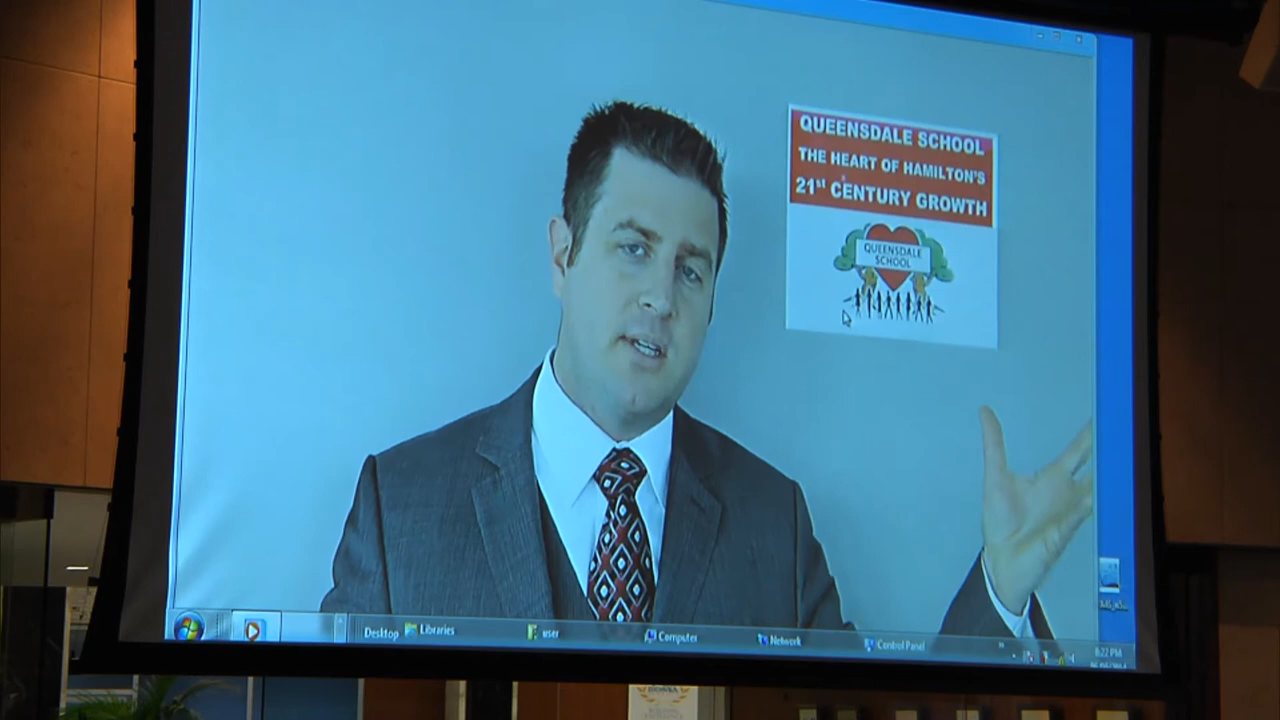 QUEENSDALE SCHOOL
THE HEART OF HAMILTON'S
21st CENTURY GROWTH
QUEENSDALE
SCHOOL
Desktop Libraries user Computer Network Control Panel
6:22 PM